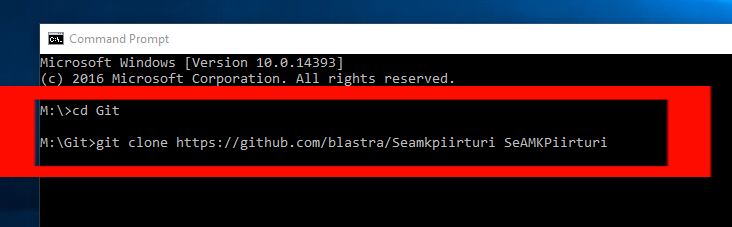 Command Prompt
Microsoft Windows [Version 10.0.14393]
(c) 2016 Microsoft Corporation. All rights reserved.
M:\>cd Git
M:\Git>git clone https://github.com/blastra/Seamkpiirturi SeAMKPiirturi